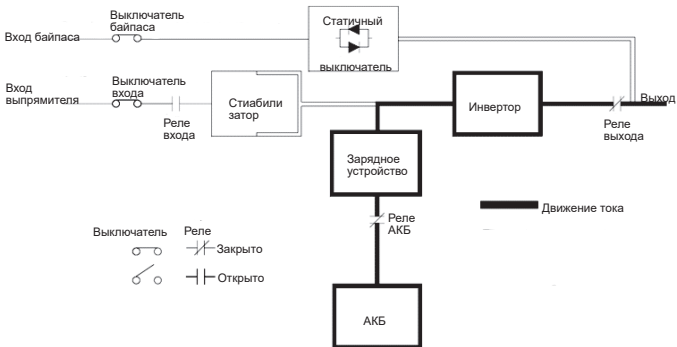 Вход байпаса
Выключатель
байпаса
Статичный
выключатель
Вход
выпрямителя
Выключатель
входа
Реле
входа
Стиабили
затор
Инвертор
Выход
Реле
выхода
Зарядное
устройство
Реле
АКБ
Движение тока
Выключатель
Реле
Закрыто
Открыто
АКБ